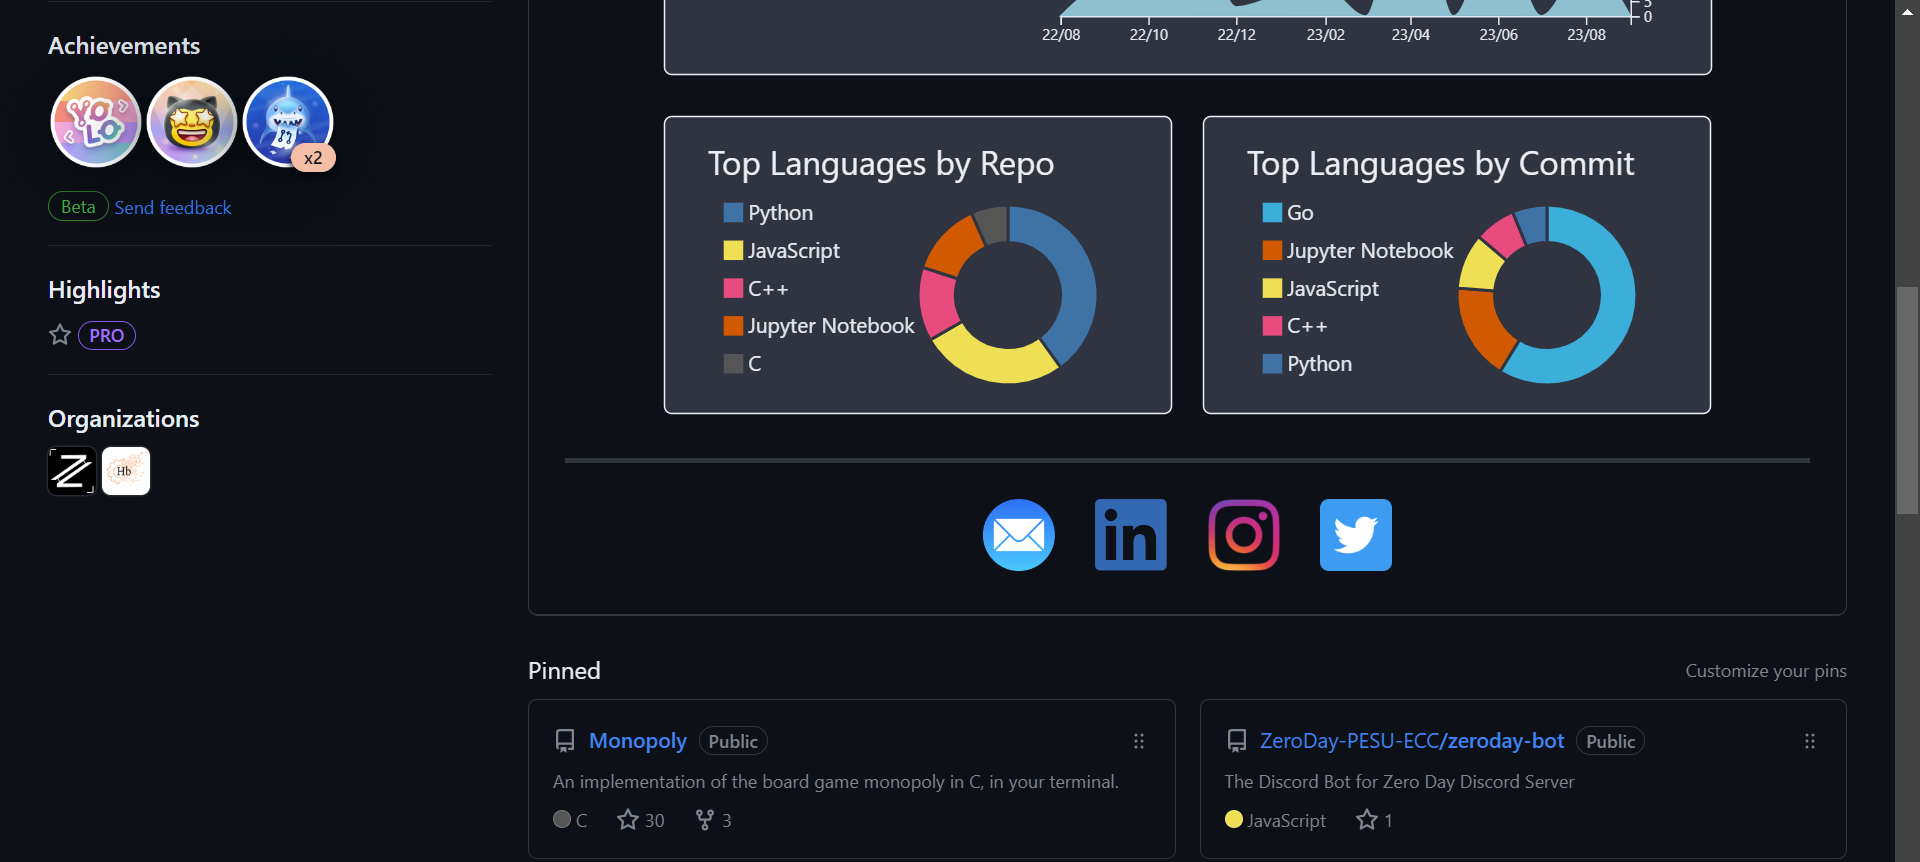 Achievements
YOLO
x2
Beta Send feedback
Highlights
PRO
Organizations
Hb
5
0
22/08 22/10 22/12 23/02 23/04 23/06 23/08
Top Languages by Repo
Python
JavaScript
C++
Jupyter Notebook
C
Top Languages by Commit
Go
Jupyter Notebook
JavaScript
C++
Python
in
Pinned
Customize your pins
Monopoly Public
An implementation of the board game monopoly in C, in your terminal.
C 30 3
ZeroDay-PESU-ECC/zeroday-bot Public
The Discord Bot for Zero Day Discord Server
JavaScript 1